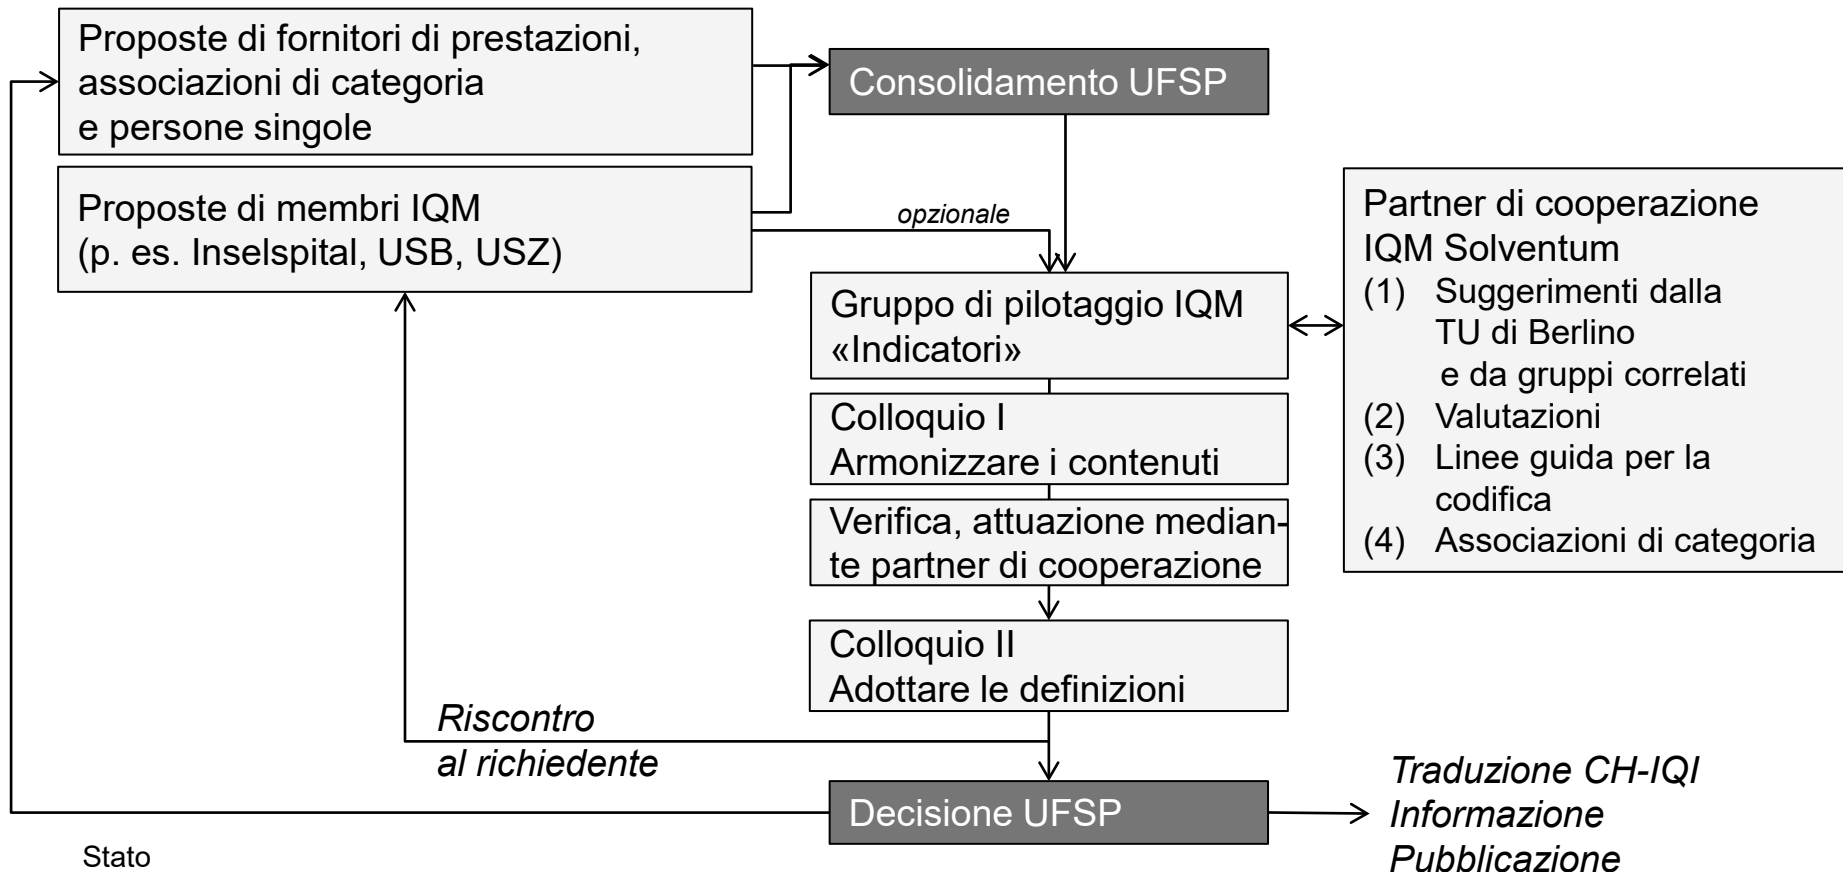 Proposte di fornitori di prestazioni,
associazioni di categoria
e persone singole
Consolidamento UFSP
Proposte di membri IQM
(p. es. Inselspital, USB, USZ)
opzionale
Partner di cooperazione
IQM Solventum
(1) Suggerimenti dalla
TU di Berlino
e da gruppi correlati
(2) Valutazioni
(3) Linee guida per la
codifica
(4) Associazioni di categoria
Gruppo di pilotaggio IQM
«Indicatori»
Colloquio I
Armonizzare i contenuti
Verifica, attuazione median-
te partner di cooperazione
Colloquio II
Adottare le definizioni
Riscontro
al richiedente
Decisione UFSP
Traduzione CH-IQI
Informazione
Pubblicazione
Stato